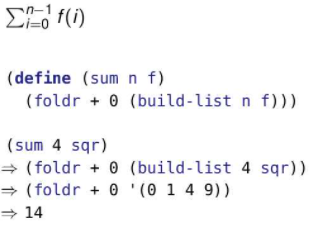 ∑_{i=0}^{n−1} f(i)
(define (sum n f)
(foldr + 0 (build-list n f)))
(sum 4 sqr)
⇒ (foldr + 0 (build-list 4 sqr))
⇒ (foldr + 0 '(0 1 4 9))
⇒ 14